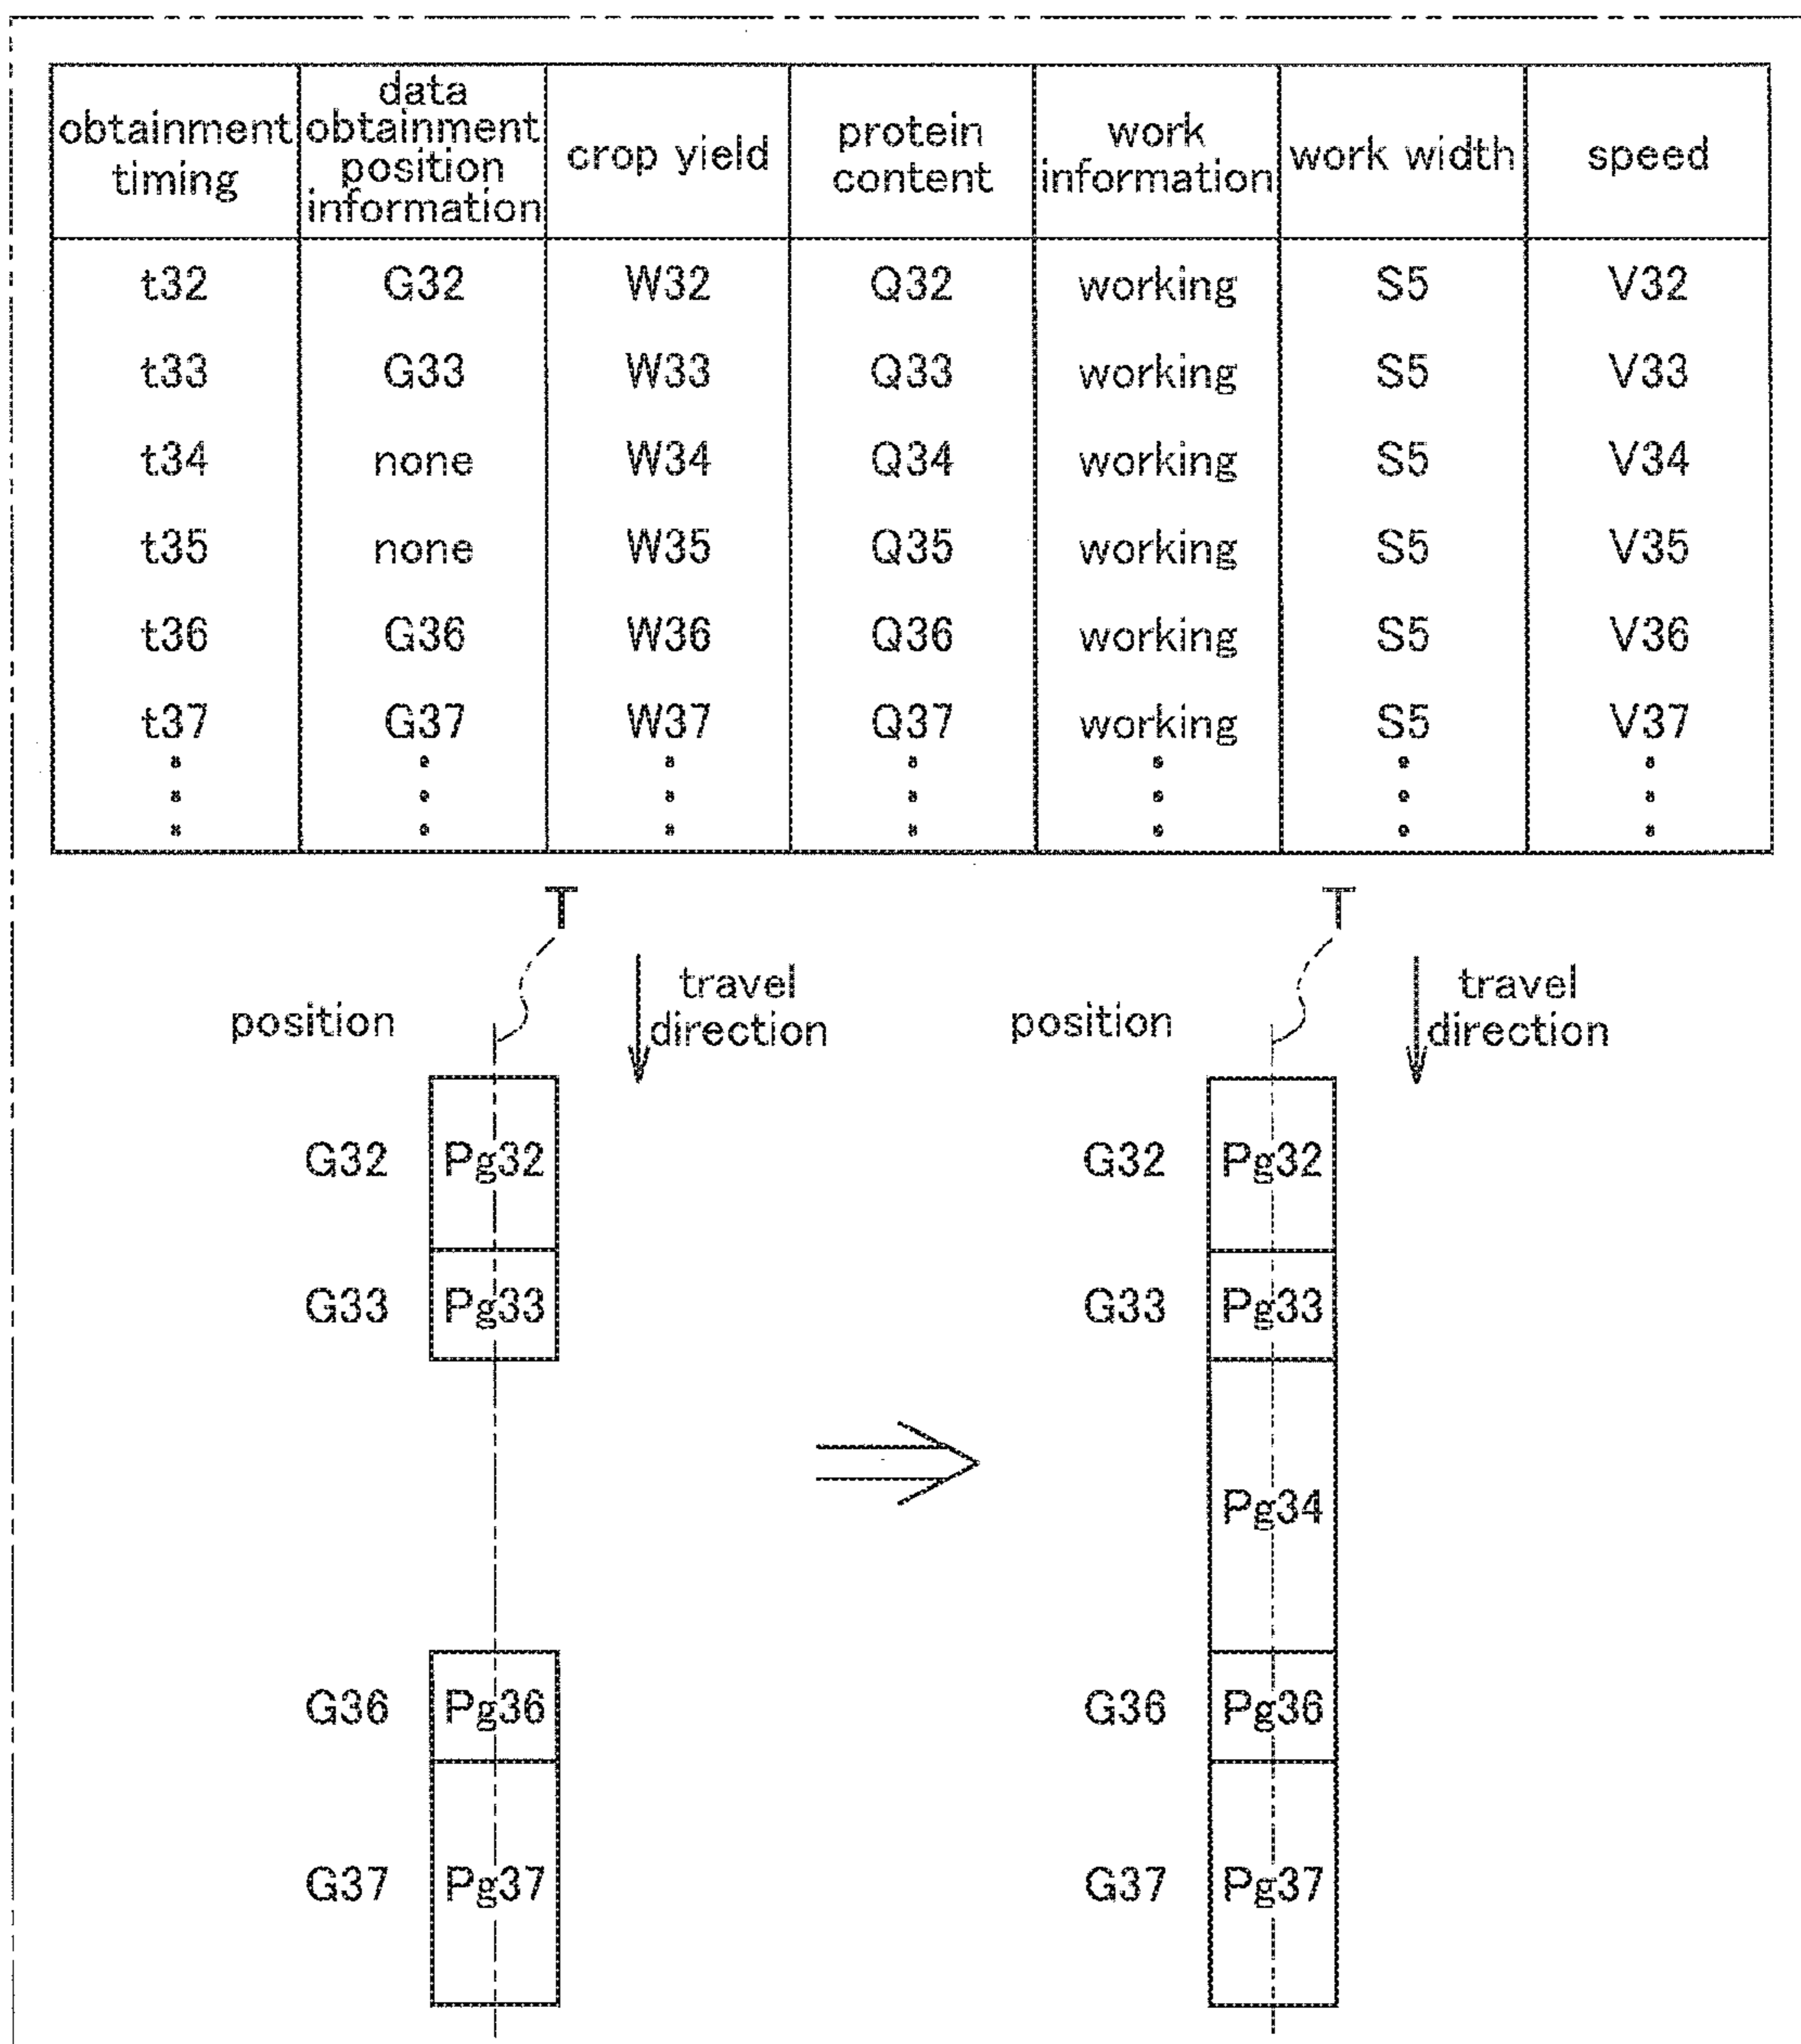 obtainment timing
data obtainment position information
crop yield
protein content
work information
work width
speed
t32 G32 W32 Q32 working S5 V32
t33 G33 W33 Q33 working S5 V33
t34 none W34 Q34 working S5 V34
t35 none W35 Q35 working S5 V35
t36 G36 W36 Q36 working S5 V36
t37 G37 W37 Q37 working S5 V37
T
travel
direction
position
G32 Pg32
G33 Pg33
G36 Pg36
G37 Pg37
T
travel
direction
position
G32 Pg32
G33 Pg33
Pg34
G36 Pg36
G37 Pg37